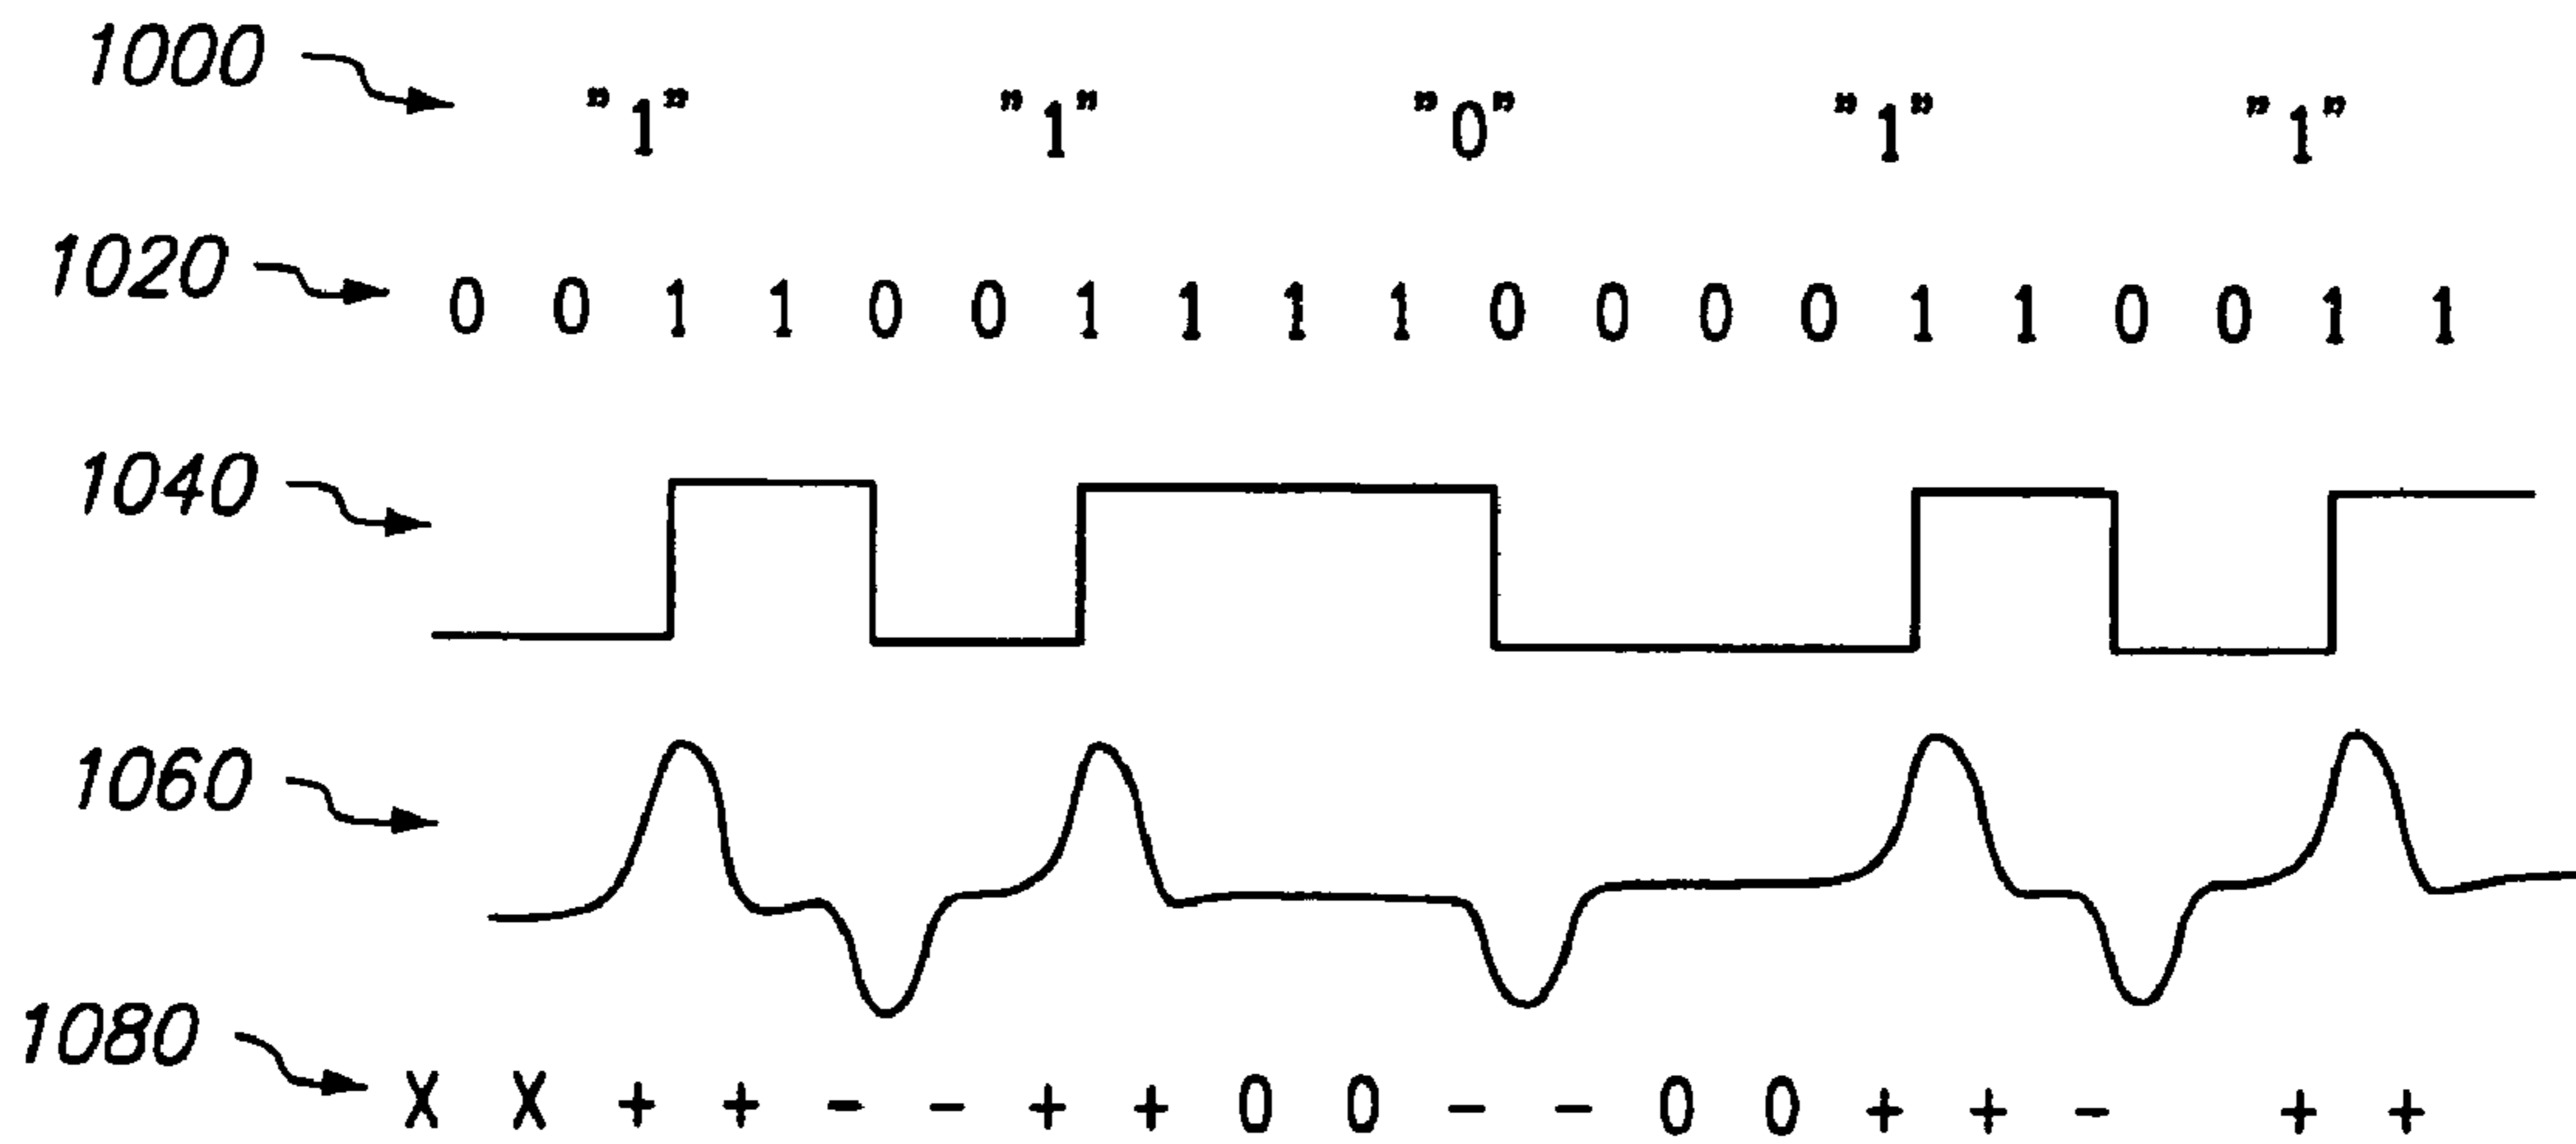 1000 ”1” ”1” ”0” ”1” ”1”
1020 0 0 1 1 0 0 1 1 1 1 0 0 0 0 1 1 0 0 1 1
1040
1060
1080 X X + + - - + + 0 0 - - 0 0 + + - + +